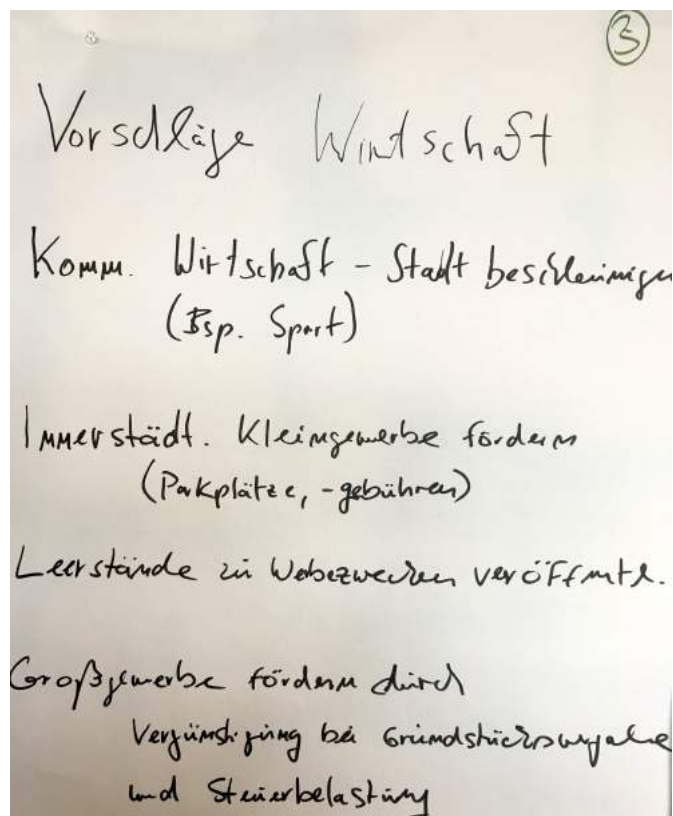 3
Vorschläge Wirtschaft
Komm. Wirtschaft - Stadt beschleunigen
(Bsp. Sport)
Innerstädt. Kleingewerbe fördern
(Parkplätze, -gebühren)
Leerstände zu Webezwecken veröffentl.
Großgewerbe fördern durch
Vergünstigung bei Grundstücksvergabe
und Steuerbelastung